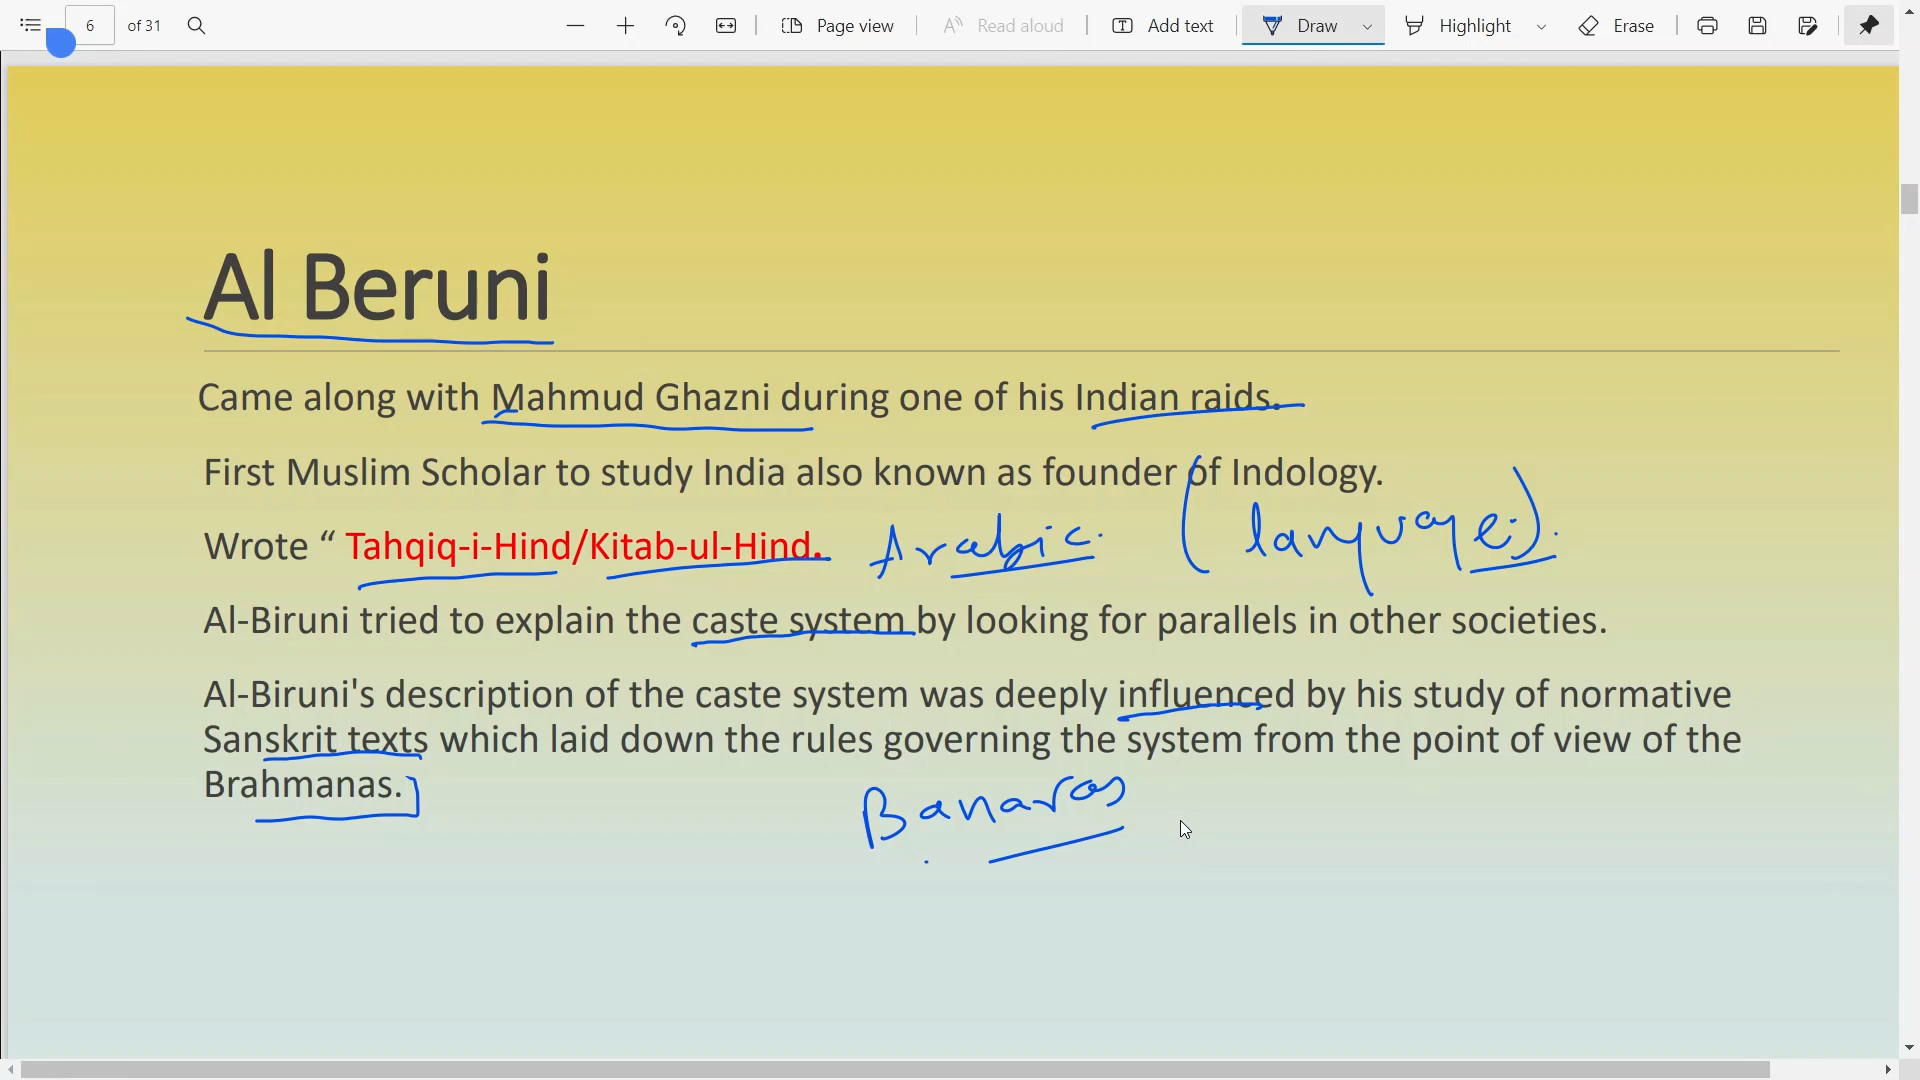 6 of 31 Page view Read aloud Add text Draw Highlight Erase
Al Beruni
Came along with Mahmud Ghazni during one of his Indian raids.
First Muslim Scholar to study India also known as founder of Indology.
Wrote “ Tahqiq-i-Hind/Kitab-ul-Hind. Arabic. (language).
Al-Biruni tried to explain the caste system by looking for parallels in other societies.
Al-Biruni's description of the caste system was deeply influenced by his study of normative
Sanskrit texts which laid down the rules governing the system from the point of view of the
Brahmanas.
Banaras